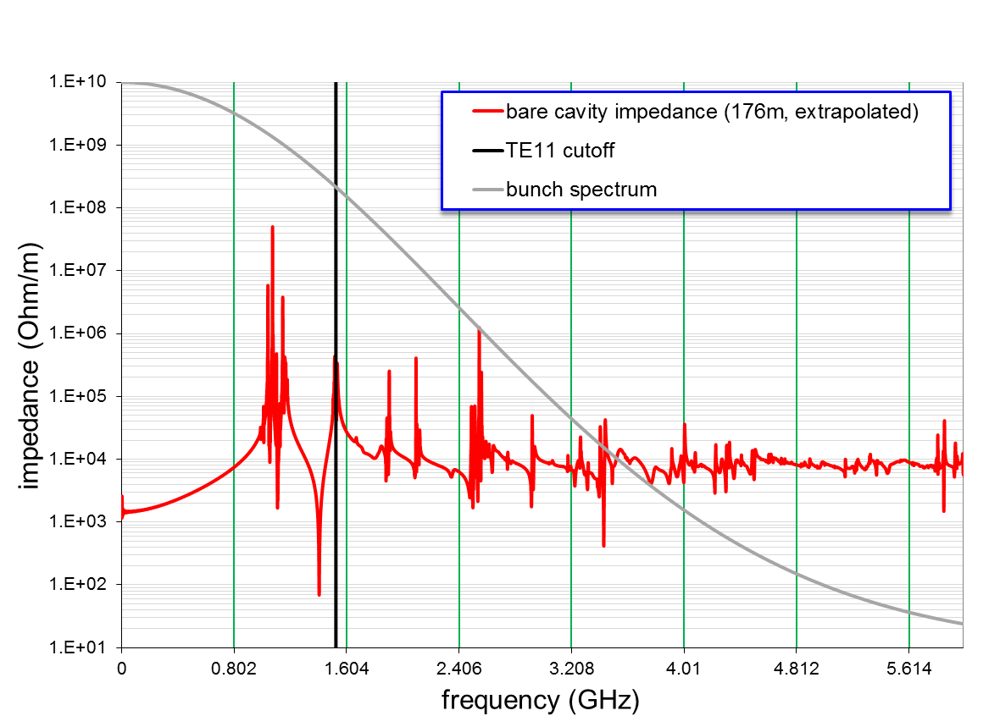 1.E+10
1.E+09
1.E+08
1.E+07
1.E+06
1.E+05
1.E+04
1.E+03
1.E+02
1.E+01
impedance (Ohm/m)
bare cavity impedance (176m, extrapolated)
TE11 cutoff
bunch spectrum
0 0.802 1.604 2.406 3.208 4.01 4.812 5.614
frequency (GHz)